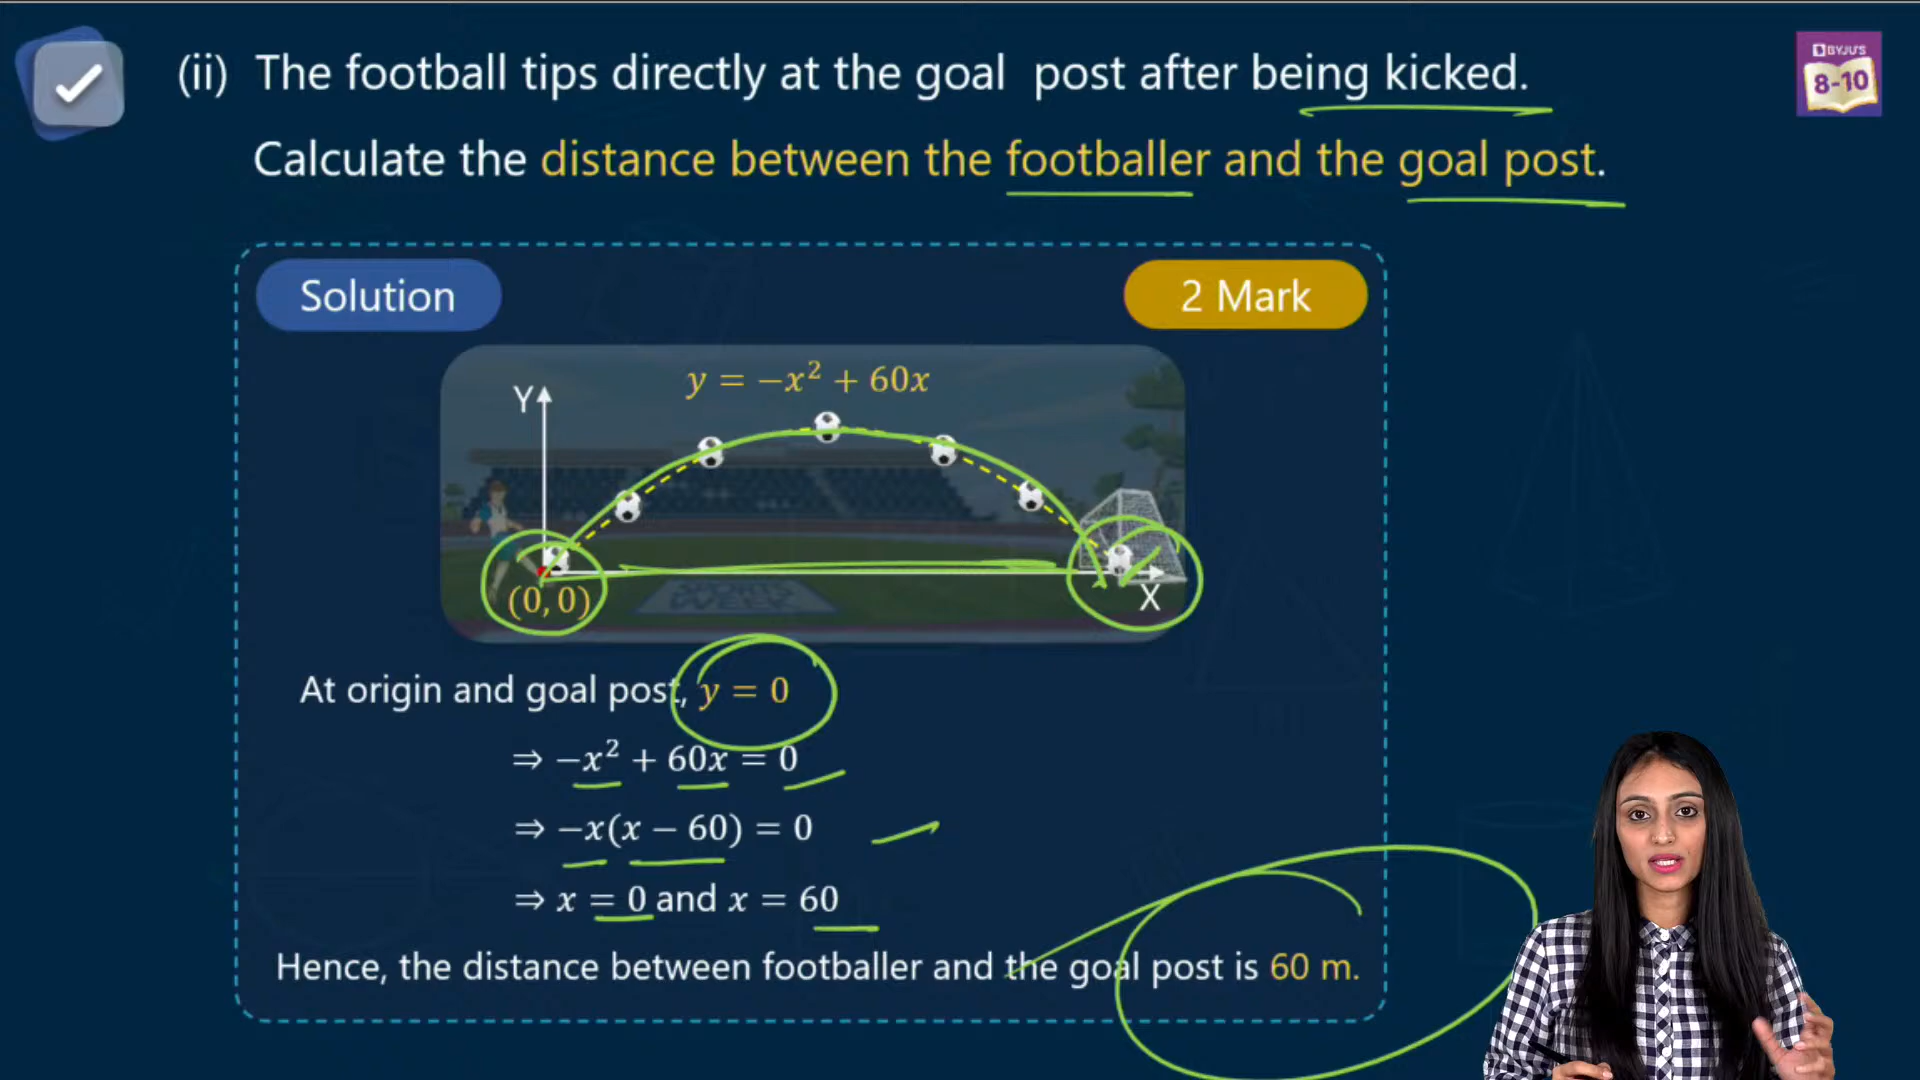 (ii) The football tips directly at the goal post after being kicked.
Calculate the distance between the footballer and the goal post.
BYJU'S
8-10
Solution
2 Mark
y = −x² + 60x
Y
(0, 0)
X
SPORTS
WEEK
At origin and goal post, y = 0
⇒ −x² + 60x = 0
⇒ −x(x − 60) = 0
⇒ x = 0 and x = 60
Hence, the distance between footballer and the goal post is 60 m.